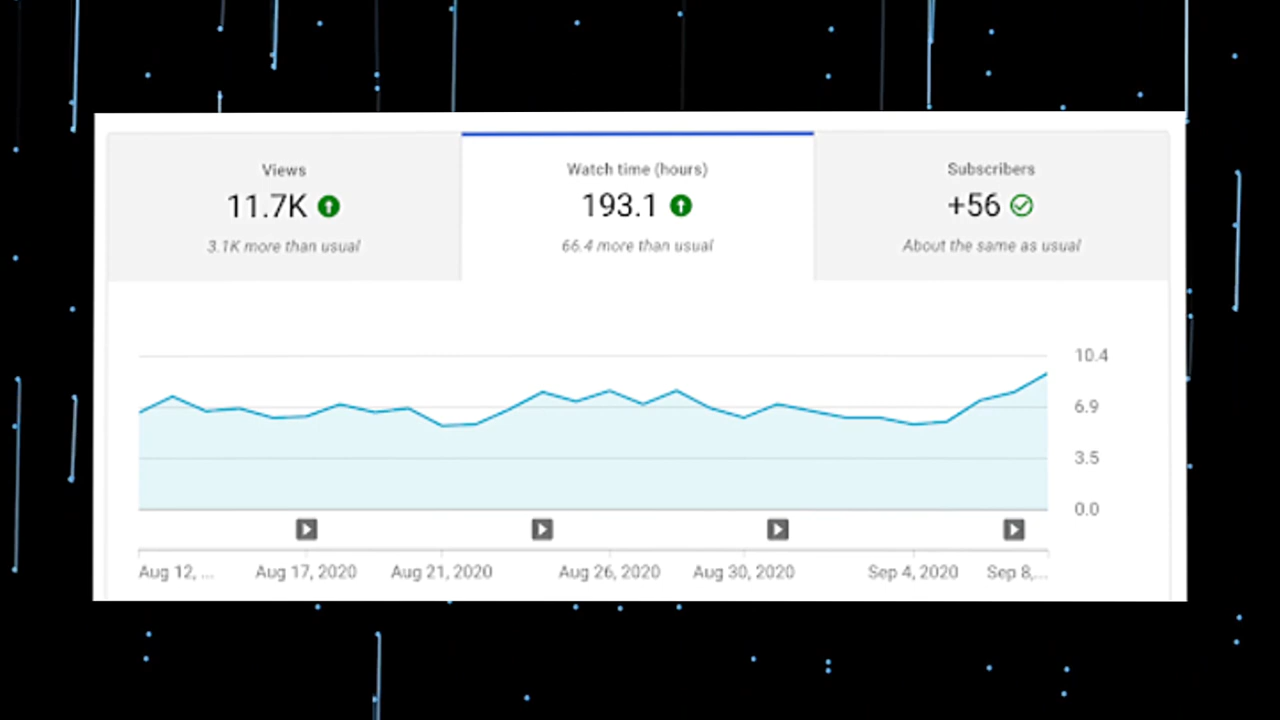 Views
11.7K
3.1K more than usual
Watch time (hours)
193.1
66.4 more than usual
Subscribers
+56
About the same as usual
10.4
6.9
3.5
0.0
Aug 12, ... Aug 17, 2020 Aug 21, 2020 Aug 26, 2020 Aug 30, 2020 Sep 4, 2020 Sep 8,...